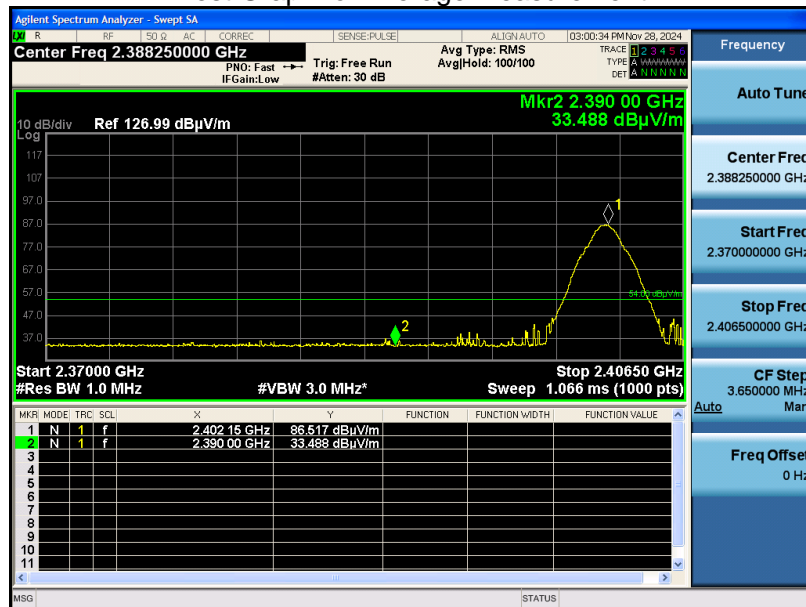 Agilent Spectrum Analyzer - Swept SA
LXI R RF 50 Ω AC CORREC SENSE:PULSE ALIGN AUTO 03:00:34 PM Nov 28, 2024
Center Freq 2.388250000 GHz
PNO: Fast
IFGain:Low
Trig: Free Run
#Atten: 30 dB
Avg Type: RMS
Avg|Hold: 100/100
TRACE 1 2 3 4 5 6
TYPE A
DET A N N N N N
Mkr2 2.390 00 GHz
33.488 dBµV/m
10 dB/div Ref 126.99 dBµV/m
Log
117
107
97.0
87.0
77.0
67.0
57.0
47.0
37.0
1
2
54.00 dBµV/m
Start 2.37000 GHz Stop 2.40650 GHz
#Res BW 1.0 MHz #VBW 3.0 MHz* Sweep 1.066 ms (1000 pts)
MKR MODE TRC SCL X Y FUNCTION FUNCTION WIDTH FUNCTION VALUE
1 N 1 f 2.402 15 GHz 86.517 dBµV/m
2 N 1 f 2.390 00 GHz 33.488 dBµV/m
3
4
5
6
7
8
9
10
11
MSG STATUS
Frequency
Auto Tune
Center Freq
2.388250000 GHz
Start Freq
2.370000000 GHz
Stop Freq
2.406500000 GHz
CF Step
3.650000 MHz
Auto Man
Freq Offset
0 Hz